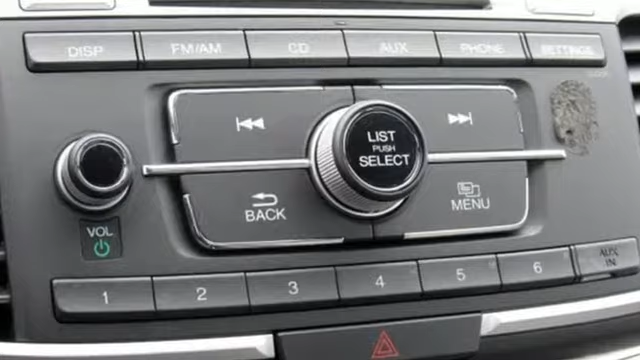 DISP FM/AM CD AUX PHONE SETTINGS
CLOCK
LIST
PUSH
SELECT
BACK
MENU
VOL
1 2 3 4 5 6 AUX
IN